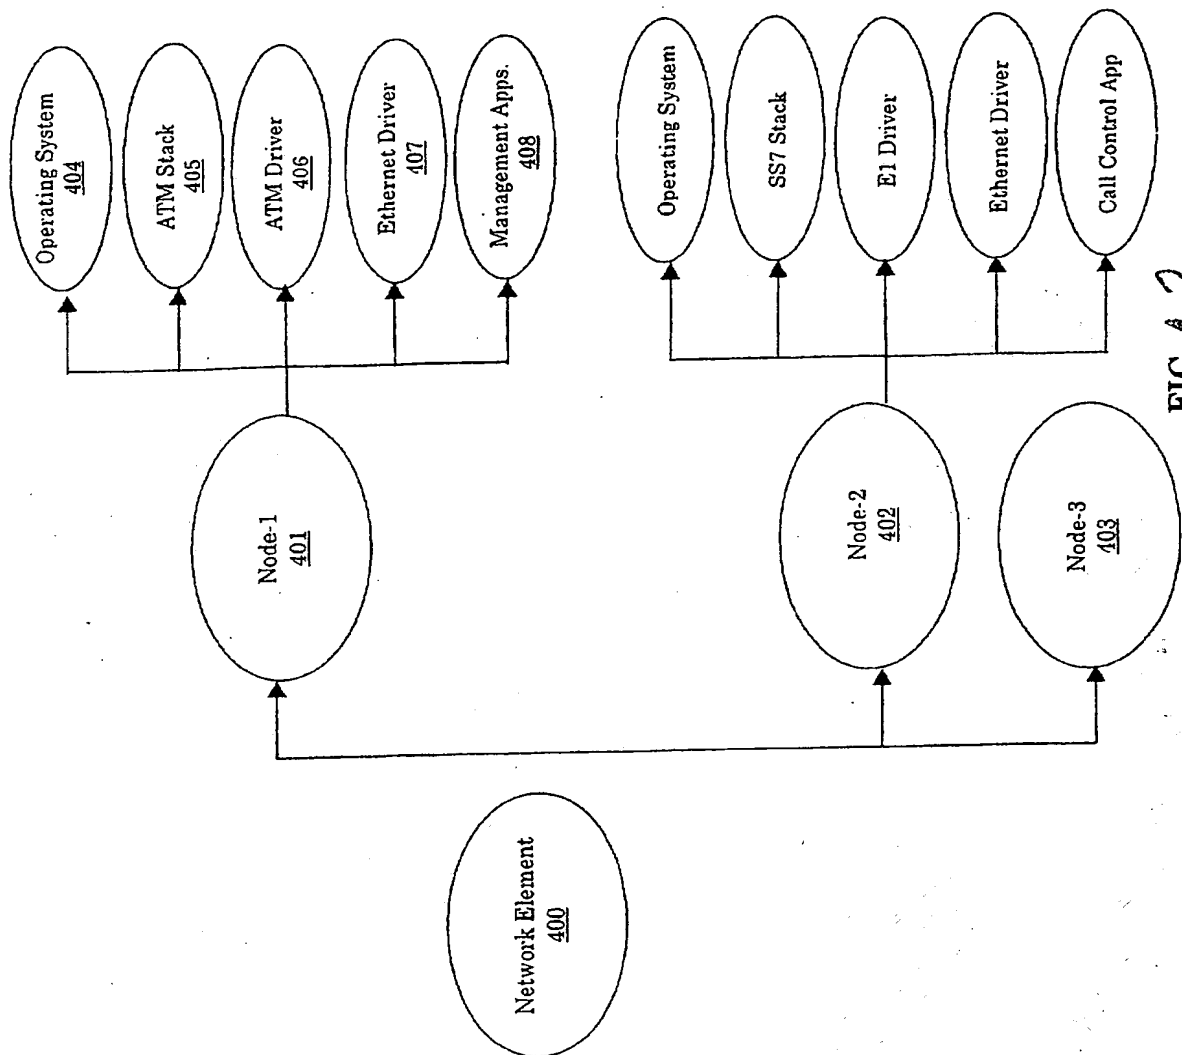 Network Element
400
Node-1
401
Node-2
402
Node-3
403
Operating System
404
ATM Stack
405
ATM Driver
406
Ethernet Driver
407
Management Apps.
408
Operating System
SS7 Stack
E1 Driver
Ethernet Driver
Call Control App
FIG.